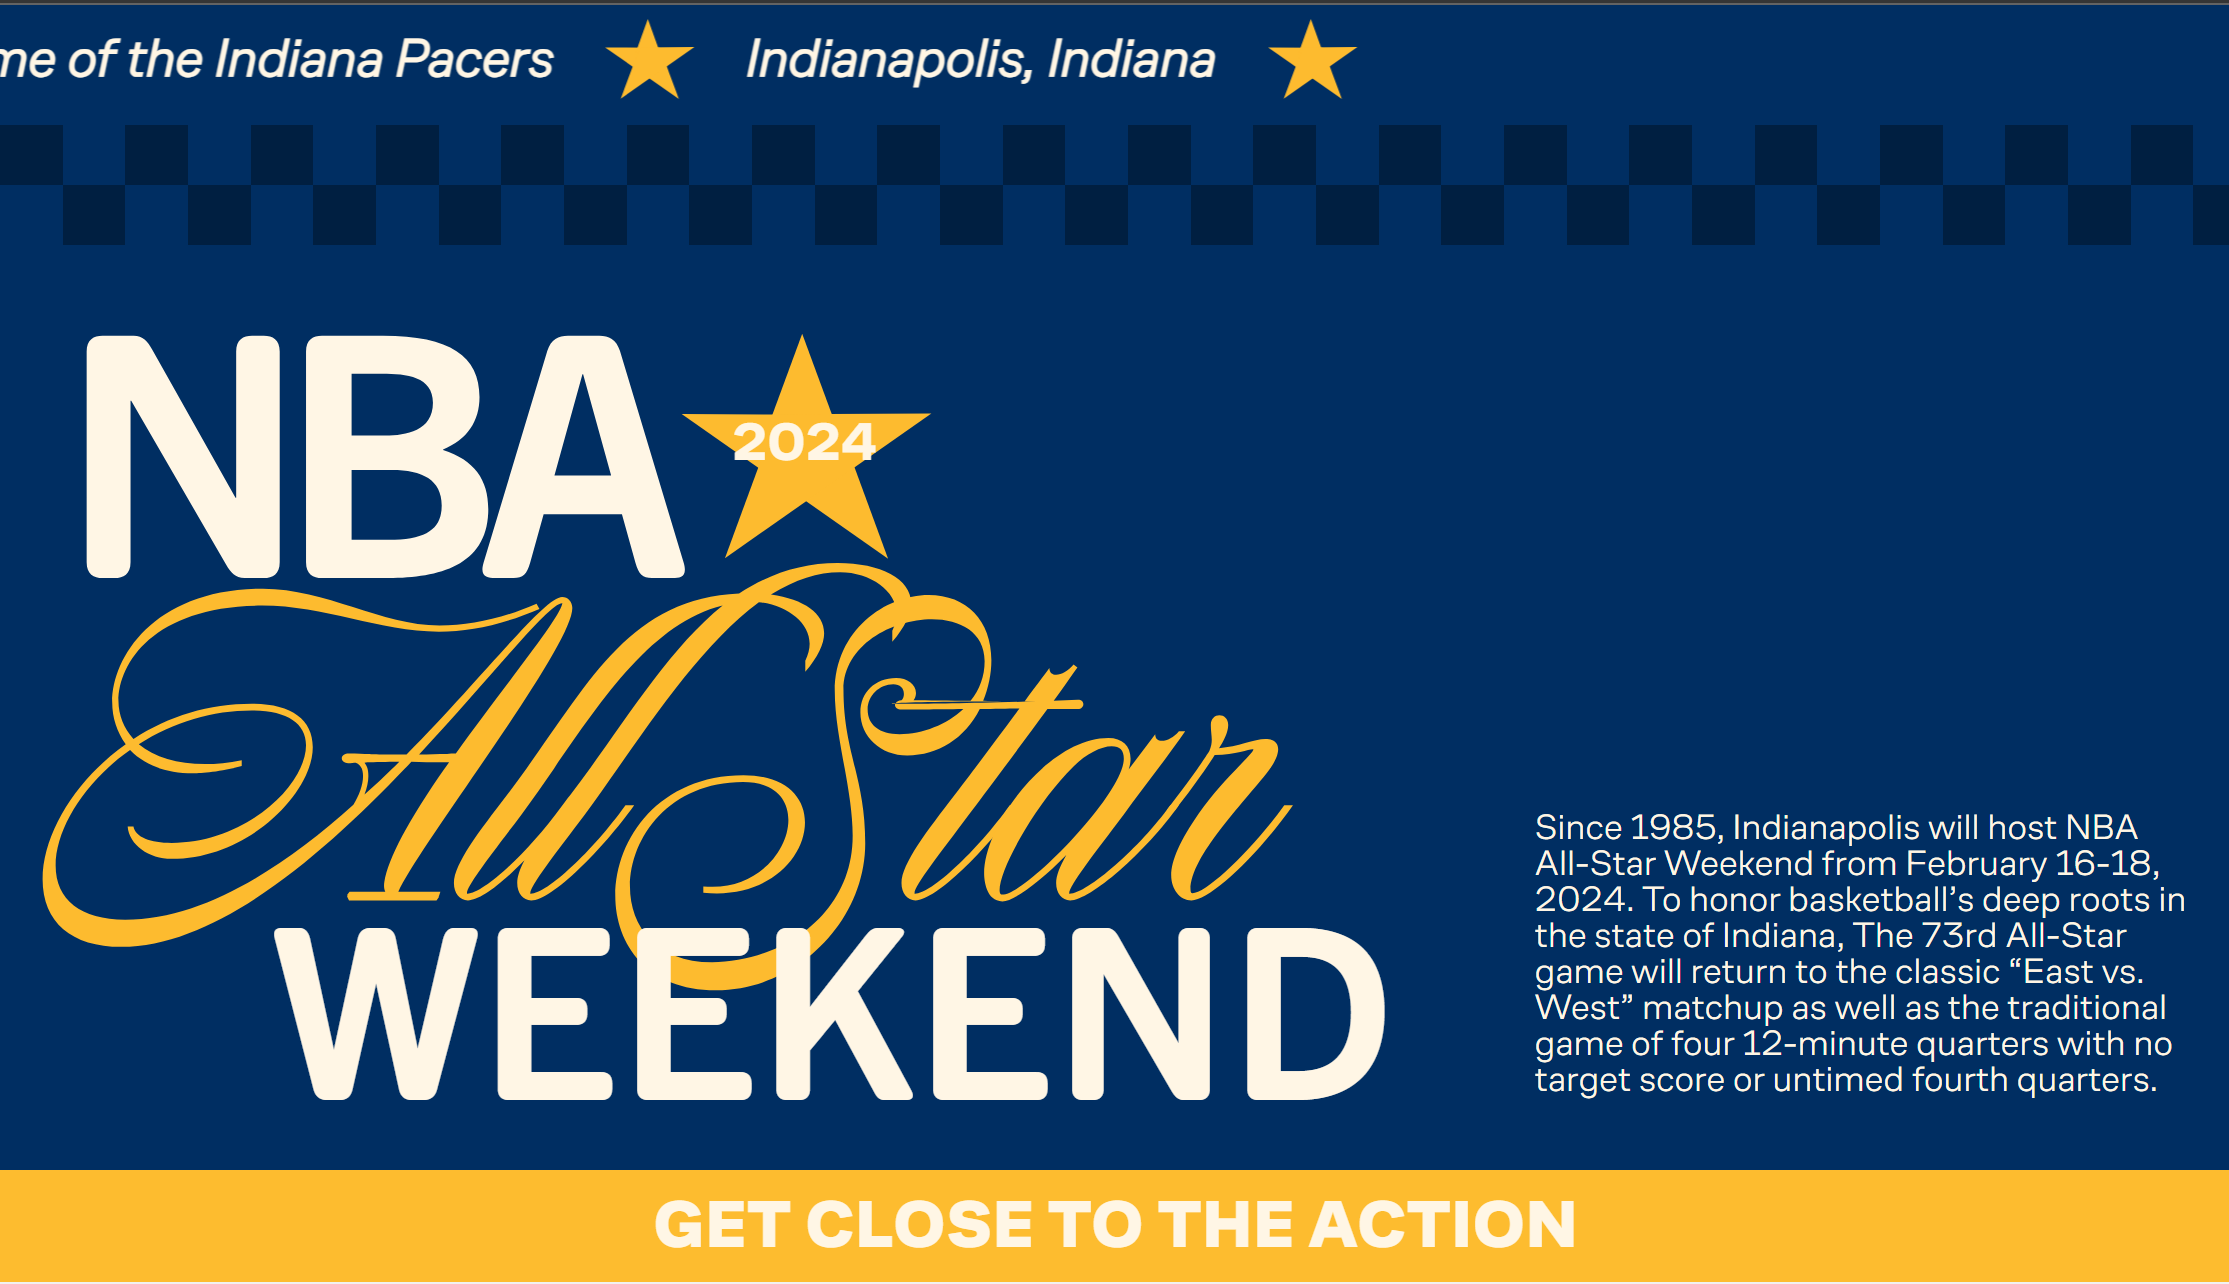 me of the Indiana Pacers Indianapolis, Indiana
NBA
2024
All Star
WEEKEND
Since 1985, Indianapolis will host NBA
All-Star Weekend from February 16-18,
2024. To honor basketball’s deep roots in
the state of Indiana, The 73rd All-Star
game will return to the classic “East vs.
West” matchup as well as the traditional
game of four 12-minute quarters with no
target score or untimed fourth quarters.
GET CLOSE TO THE ACTION